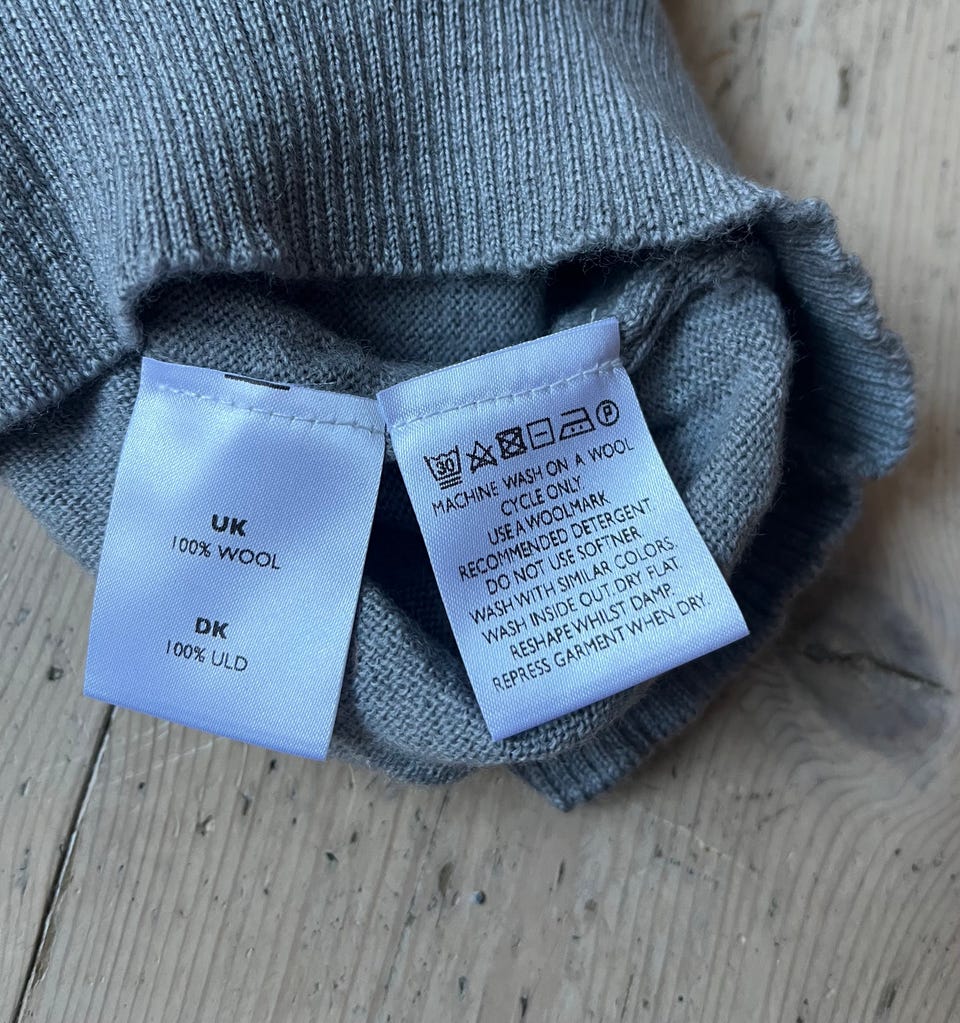 UK
100% WOOL
DK
100% ULD
30 P
MACHINE WASH ON A WOOL
CYCLE ONLY
USE A WOOLMARK
RECOMMENDED DETERGENT
DO NOT USE SOFTNER
WASH WITH SIMILAR COLORS
WASH INSIDE OUT. DRY FLAT
RESHAPE WHILST DAMP.
REPRESS GARMENT WHEN DRY.